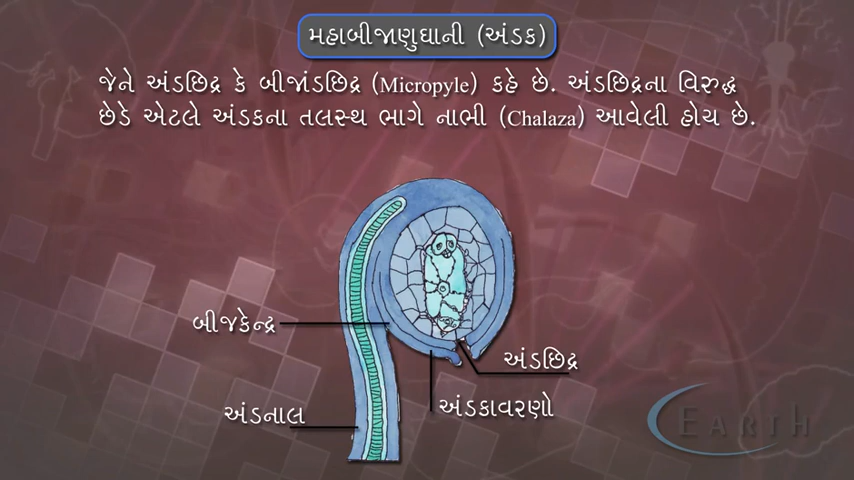 મહાબીજાણુધાની (અંડક)
જેને અંડછિદ્ર કે બીજાંડછિદ્ર (Micropyle) કહે છે. અંડછિદ્રના વિરુદ્ધ
છેડે એટલે અંડકના તલસ્થ ભાગે નાભી (Chalaza) આવેલી હોય છે.
બીજકેન્દ્ર
અંડછિદ્ર
અંડકાવરણો
અંડનાલ
EARTH